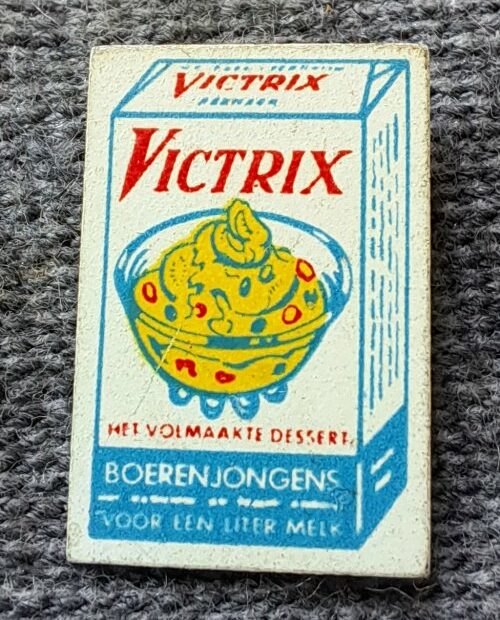 VICTRIX
VICTRIX
HET VOLMAAKTE DESSERT
BOERENJONGENS
VOOR EEN LITER MELK